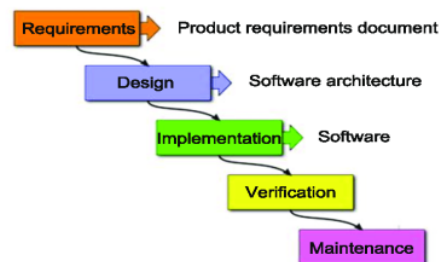 Requirements Product requirements document
Design Software architecture
Implementation Software
Verification
Maintenance